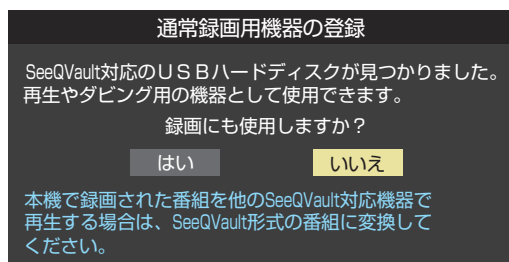 通常録画用機器の登録
SeeQVault対応のＵＳＢハードディスクが見つかりました。
再生やダビング用の機器として使用できます。
録画にも使用しますか？
はい
いいえ
本機で録画された番組を他のSeeQVault対応機器で
再生する場合は、SeeQVault形式の番組に変換して
ください。